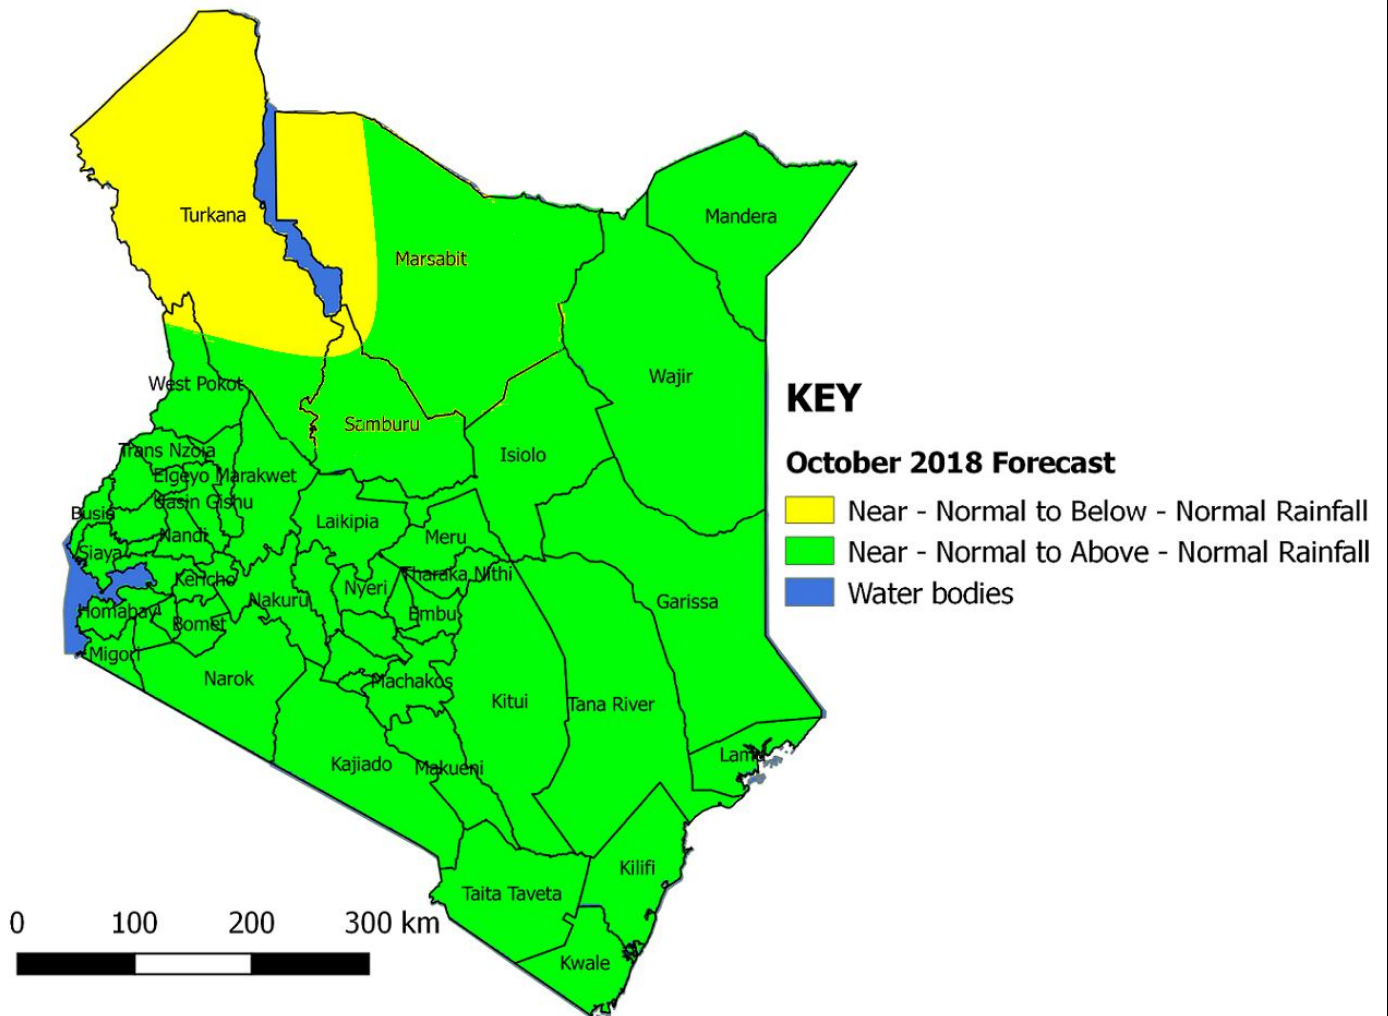 Turkana
Mandera
Marsabit
West Pokot
Wajir
KEY
Samburu
Trans Nzoia
Isiolo
October 2018 Forecast
Elgeyo Marakwet
Uasin Gishu
Near - Normal to Below - Normal Rainfall
Busia
Laikipia
Nandi
Meru
Siaya
Near - Normal to Above - Normal Rainfall
Kericho
Tharaka Nithi
Nyeri
Nakuru
Garissa
Water bodies
Homabay
Bomet
Embu
Migori
Narok
Machakos
Kitui
Tana River
Kajiado
Makueni
Lamu
Kilifi
Taita Taveta
0 100 200 300 km
Kwale